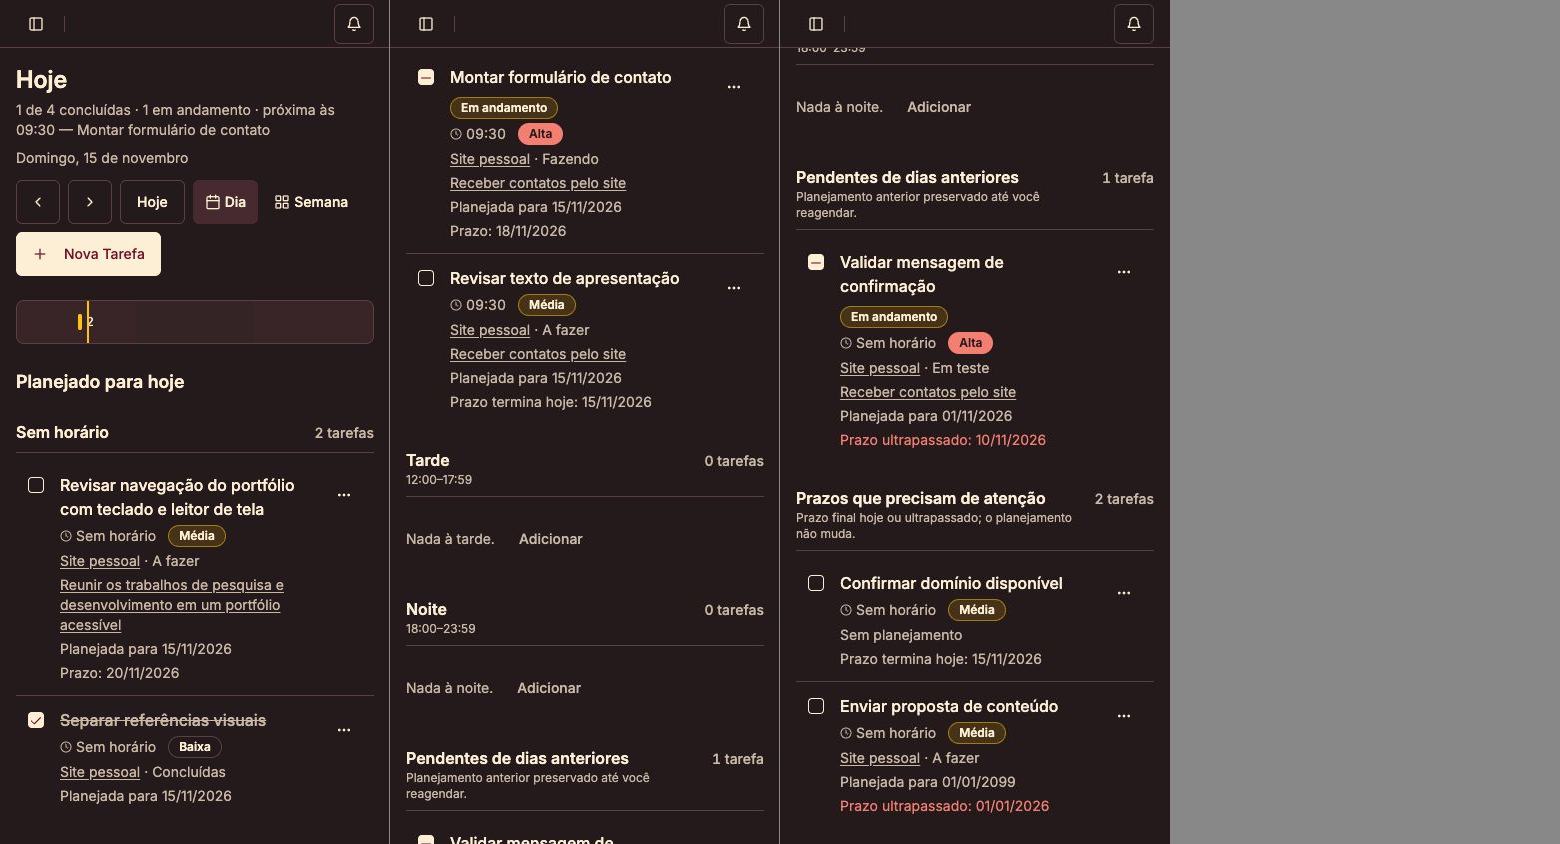 Hoje
1 de 4 concluídas · 1 em andamento · próxima às
09:30 — Montar formulário de contato
Domingo, 15 de novembro
Hoje
Dia
Semana
Nova Tarefa
2
Planejado para hoje
Sem horário
2 tarefas
Revisar navegação do portfólio
com teclado e leitor de tela
Sem horário
Média
Site pessoal · A fazer
Reunir os trabalhos de pesquisa e
desenvolvimento em um portfólio
acessível
Planejada para 15/11/2026
Prazo: 20/11/2026
Separar referências visuais
Sem horário
Baixa
Site pessoal · Concluídas
Planejada para 15/11/2026
Montar formulário de contato
Em andamento
09:30
Alta
Site pessoal · Fazendo
Receber contatos pelo site
Planejada para 15/11/2026
Prazo: 18/11/2026
Revisar texto de apresentação
09:30
Média
Site pessoal · A fazer
Receber contatos pelo site
Planejada para 15/11/2026
Prazo termina hoje: 15/11/2026
Tarde
0 tarefas
12:00–17:59
Nada à tarde.
Adicionar
Noite
0 tarefas
18:00–23:59
Nada à noite.
Adicionar
Pendentes de dias anteriores
1 tarefa
Planejamento anterior preservado até você
reagendar.
Validar mensagem de
18:00–23:59
Nada à noite.
Adicionar
Pendentes de dias anteriores
1 tarefa
Planejamento anterior preservado até você
reagendar.
Validar mensagem de
confirmação
Em andamento
Sem horário
Alta
Site pessoal · Em teste
Receber contatos pelo site
Planejada para 01/11/2026
Prazo ultrapassado: 10/11/2026
Prazos que precisam de atenção
2 tarefas
Prazo final hoje ou ultrapassado; o planejamento
não muda.
Confirmar domínio disponível
Sem horário
Média
Sem planejamento
Prazo termina hoje: 15/11/2026
Enviar proposta de conteúdo
Sem horário
Média
Site pessoal · A fazer
Planejada para 01/01/2099
Prazo ultrapassado: 01/01/2026